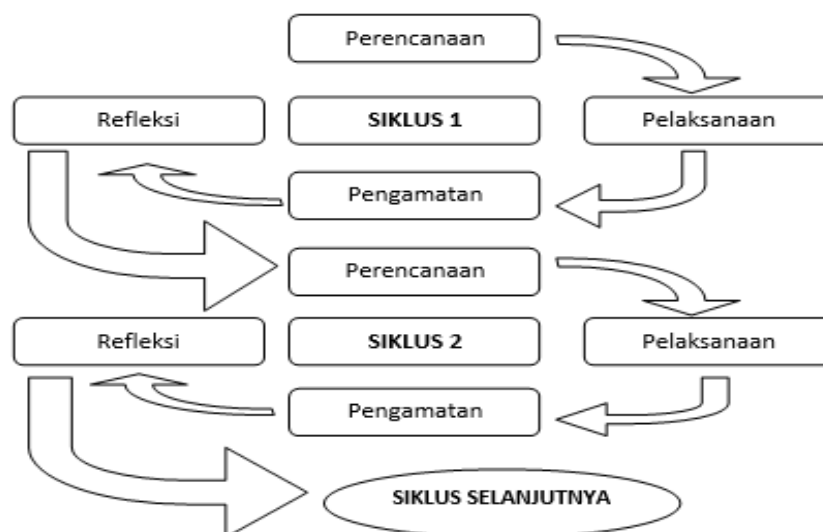 Perencanaan
Refleksi
SIKLUS 1
Pelaksanaan
Pengamatan
Perencanaan
Refleksi
SIKLUS 2
Pelaksanaan
Pengamatan
SIKLUS SELANJUTNYA